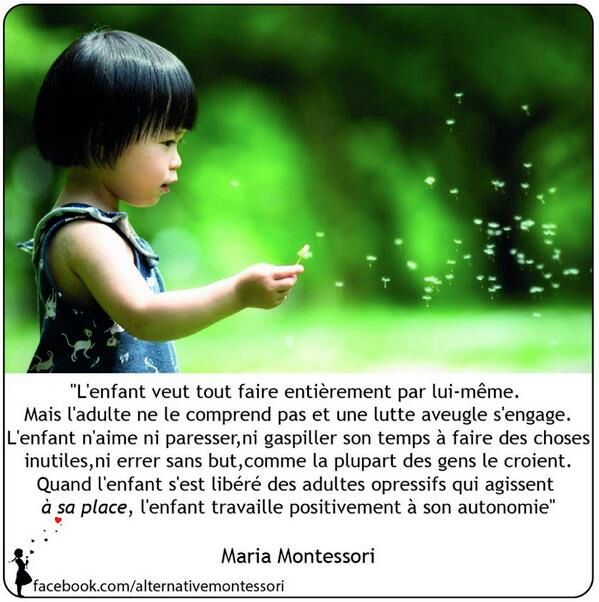 "L'enfant veut tout faire entièrement par lui-même.
Mais l'adulte ne le comprend pas et une lutte aveugle s'engage.
L'enfant n'aime ni paresser,ni gaspiller son temps à faire des choses
inutiles,ni errer sans but,comme la plupart des gens le croient.
Quand l'enfant s'est libéré des adultes opressifs qui agissent
à sa place, l'enfant travaille positivement à son autonomie"
Maria Montessori
facebook.com/alternativemontessori